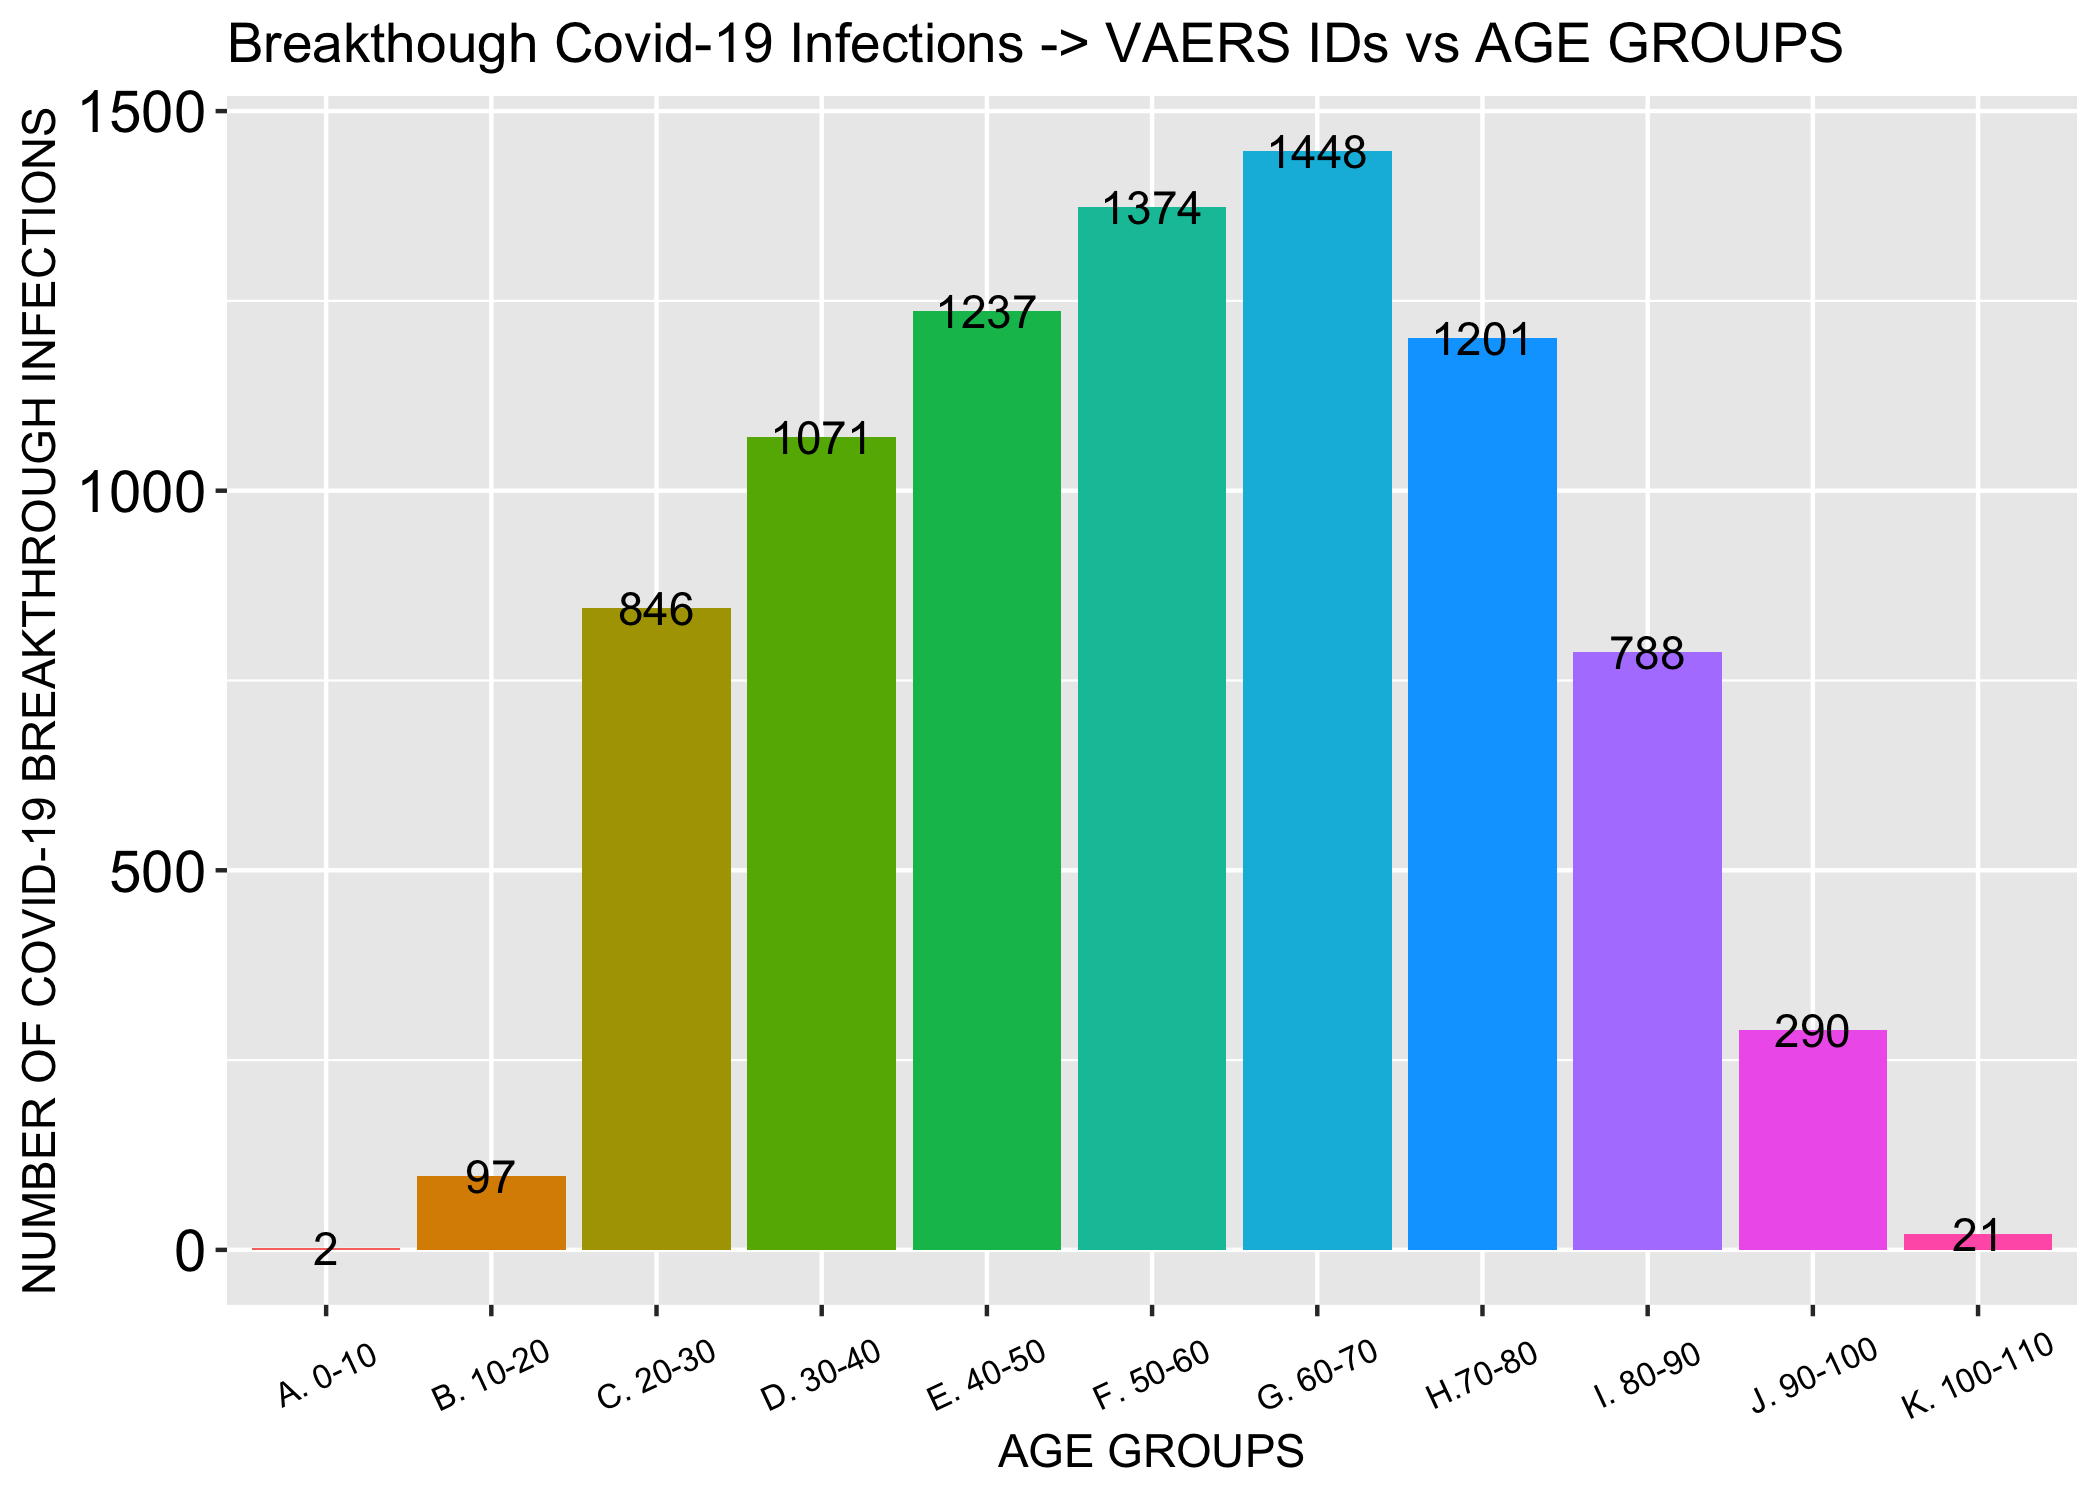 Breakthough Covid-19 Infections -> VAERS IDs vs AGE GROUPS
NUMBER OF COVID-19 BREAKTHROUGH INFECTIONS
1500
1000
500
0
2
97
846
1071
1237
1374
1448
1201
788
290
21
A. 0-10
B. 10-20
C. 20-30
D. 30-40
E. 40-50
F. 50-60
G. 60-70
H.70-80
I. 80-90
J. 90-100
K. 100-110
AGE GROUPS